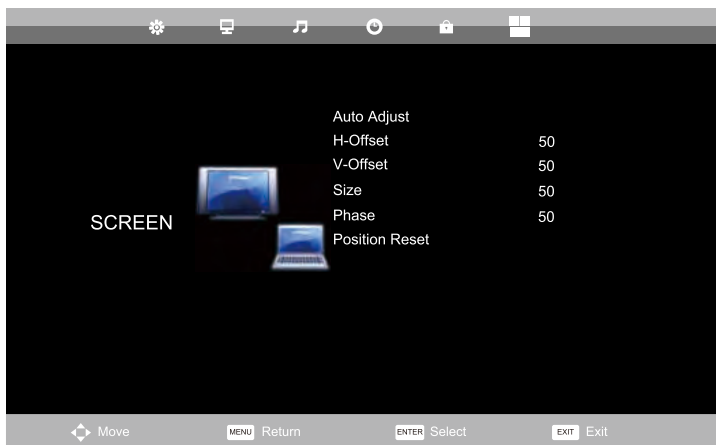 Auto Adjust
H-Offset 50
V-Offset 50
Size 50
SCREEN
Phase 50
Position Reset
Move MENU Return ENTER Select EXIT Exit